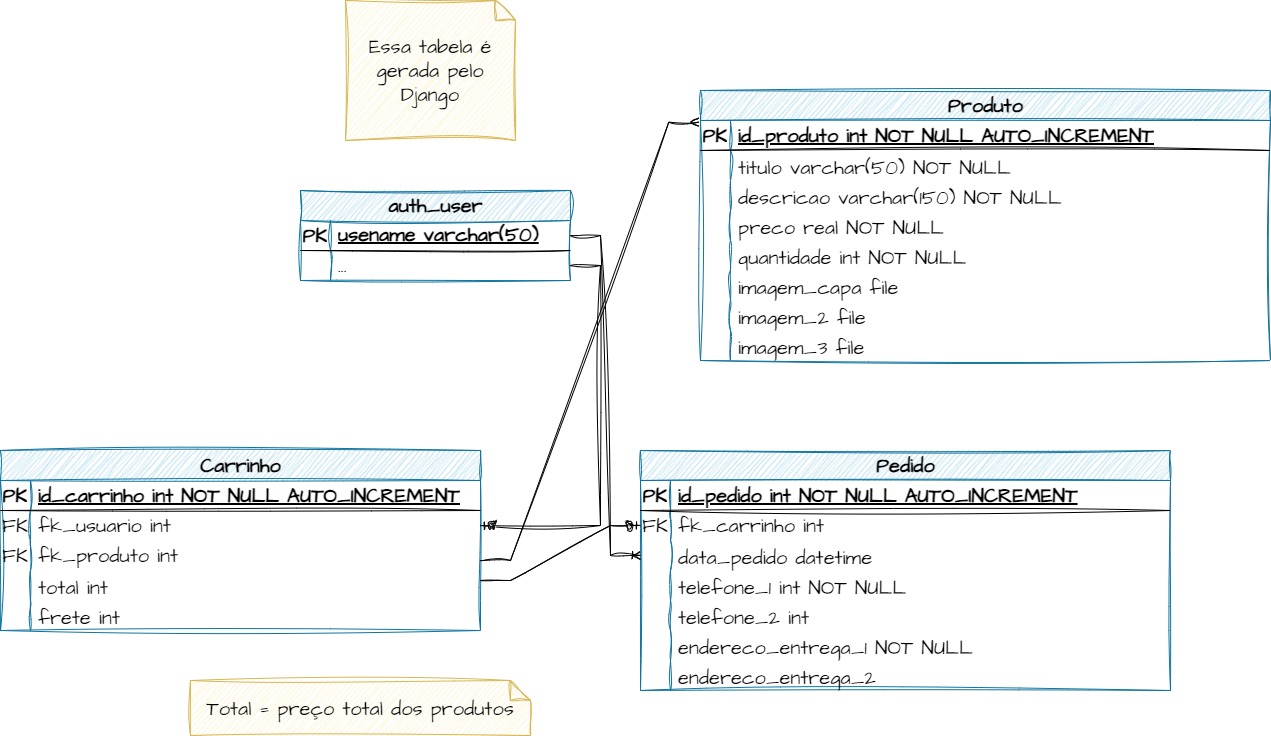 Essa tabela é
gerada pelo
Django
Produto
PK id_produto int NOT NULL AUTO_INCREMENT
titulo varchar(50) NOT NULL
descricao varchar(150) NOT NULL
preco real NOT NULL
quantidade int NOT NULL
imagem_capa file
imagem_2 file
imagem_3 file
auth_user
PK usename varchar(50)
...
Carrinho
PK id_carrinho int NOT NULL AUTO_INCREMENT
FK fk_usuario int
FK fk_produto int
total int
frete int
Pedido
PK id_pedido int NOT NULL AUTO_INCREMENT
FK fk_carrinho int
data_pedido datetime
telefone_1 int NOT NULL
telefone_2 int
endereco_entrega_1 NOT NULL
endereco_entrega_2
Total = preço total dos produtos